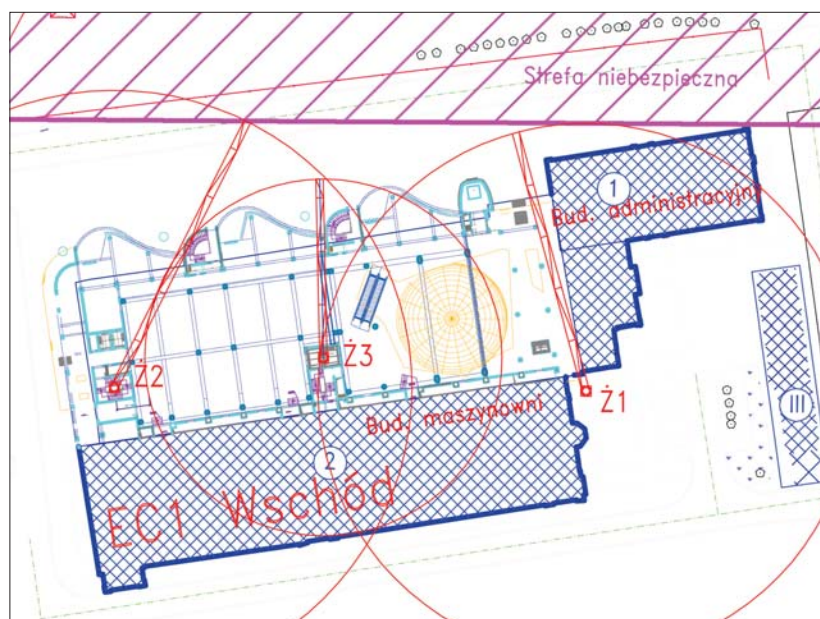 Strefa niebezpieczna
1
Bud. administracyjny
Ż3
Ż2
Ż1
III
Bud. maszynowni
2
EC1 Wschód